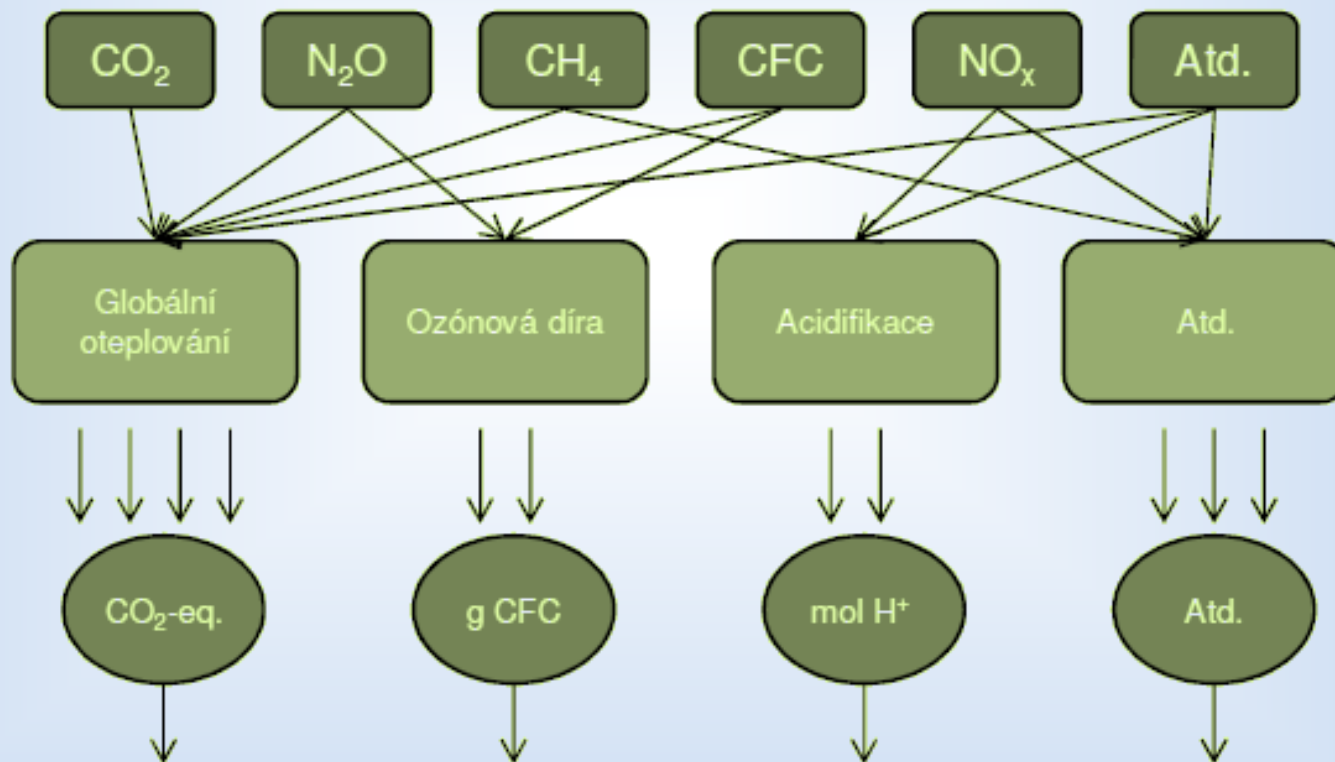 CO₂
N₂O
CH₄
CFC
NOₓ
Atd.
Globální
oteplování
Ozónová díra
Acidifikace
Atd.
CO₂-eq.
g CFC
mol H⁺
Atd.